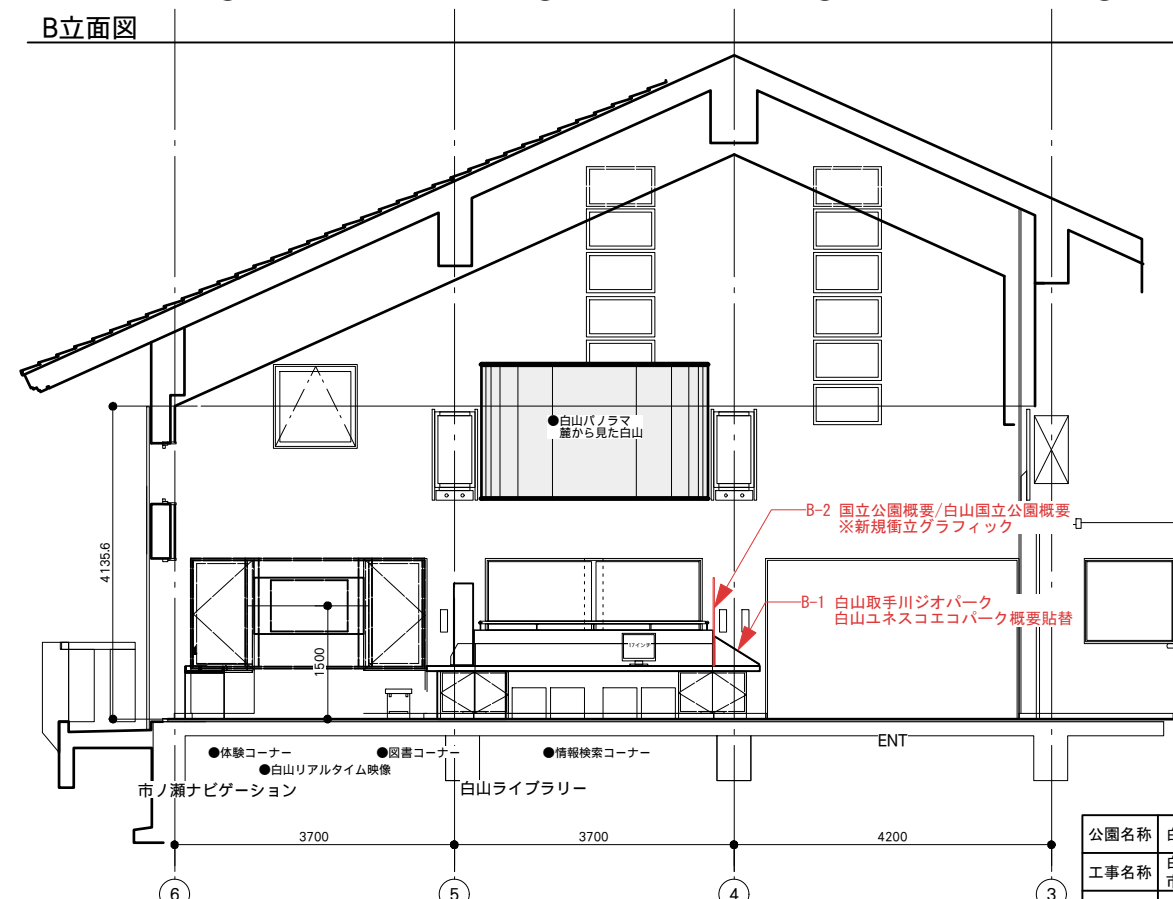 B立面図
●白山パノラマ
麓から見た白山
B-2 国立公園概要/白山国立公園概要
※新規衝立グラフィック
B-1 白山取手川ジオパーク
白山ユネスコエコパーク概要貼替
4135.6
1500
17インチ
●体験コーナー
●図書コーナー
●情報検索コーナー
●白山リアルタイム映像
ENT
市ノ瀬ナビゲーション
白山ライブラリー
3700
3700
4200
公園名称
工事名称
6
5
4
3